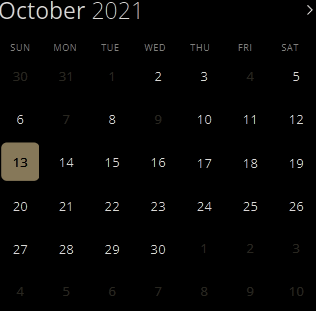 October 2021
SUN MON TUE WED THU FRI SAT
30 31 1 2 3 4 5
6 7 8 9 10 11 12
13 14 15 16 17 18 19
20 21 22 23 24 25 26
27 28 29 30 1 2 3
4 5 6 7 8 9 10